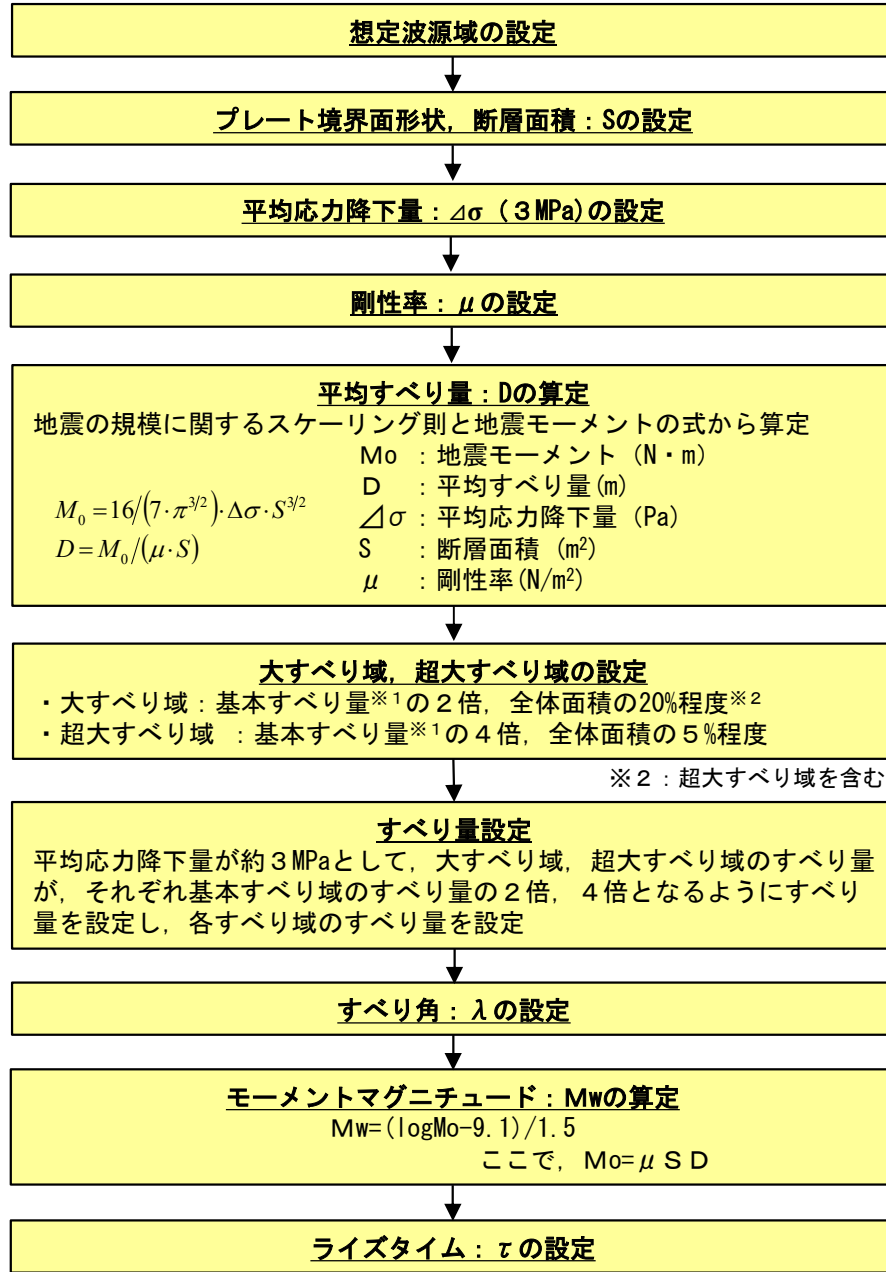 想定波源域の設定
プレート境界面形状，断層面積：Sの設定
平均応力降下量：⊿σ（３MPa)の設定
剛性率：μの設定
平均すべり量：Dの算定
地震の規模に関するスケーリング則と地震モーメントの式から算定
Mo ：地震モーメント（N・m）
D ：平均すべり量(m)
⊿σ：平均応力降下量（Pa）
S ：断層面積（m²）
μ ：剛性率(N/m²)
M₀ = 16/(7・π^{3/2})・Δσ・S^{3/2}
D = M₀/(μ・S)
大すべり域，超大すべり域の設定
・大すべり域：基本すべり量※１の２倍，全体面積の20%程度※２
・超大すべり域 ：基本すべり量※１の４倍，全体面積の５%程度
※２：超大すべり域を含む
すべり量設定
平均応力降下量が約３MPaとして，大すべり域，超大すべり域のすべり量
が，それぞれ基本すべり域のすべり量の２倍，４倍となるようにすべり
量を設定し，各すべり域のすべり量を設定
すべり角：λの設定
モーメントマグニチュード：Mwの算定
Mw=(logMo-9.1)/1.5
ここで，Mo=μＳＤ
ライズタイム：τの設定